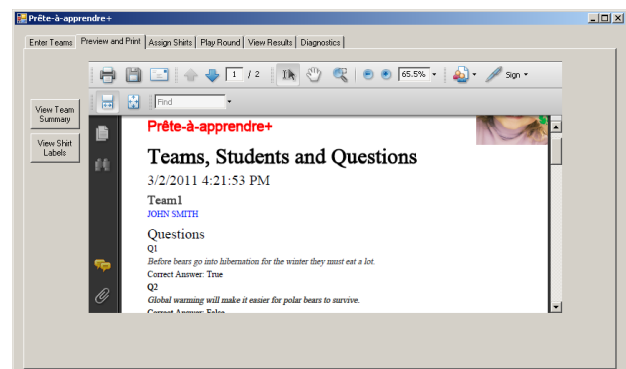 Prête-à-apprendre+
Enter Teams Preview and Print Assign Shirts Play Round View Results Diagnostics
1 / 2 65.5% Sign
Find
View Team
Summary
View Shirt
Labels
Prête-à-apprendre+
Teams, Students and Questions
3/2/2011 4:21:53 PM
Team1
JOHN SMITH
Questions
Q1
Before bears go into hibernation for the winter they must eat a lot.
Correct Answer: True
Q2
Global warming will make it easier for polar bears to survive.
Correct Answer: False